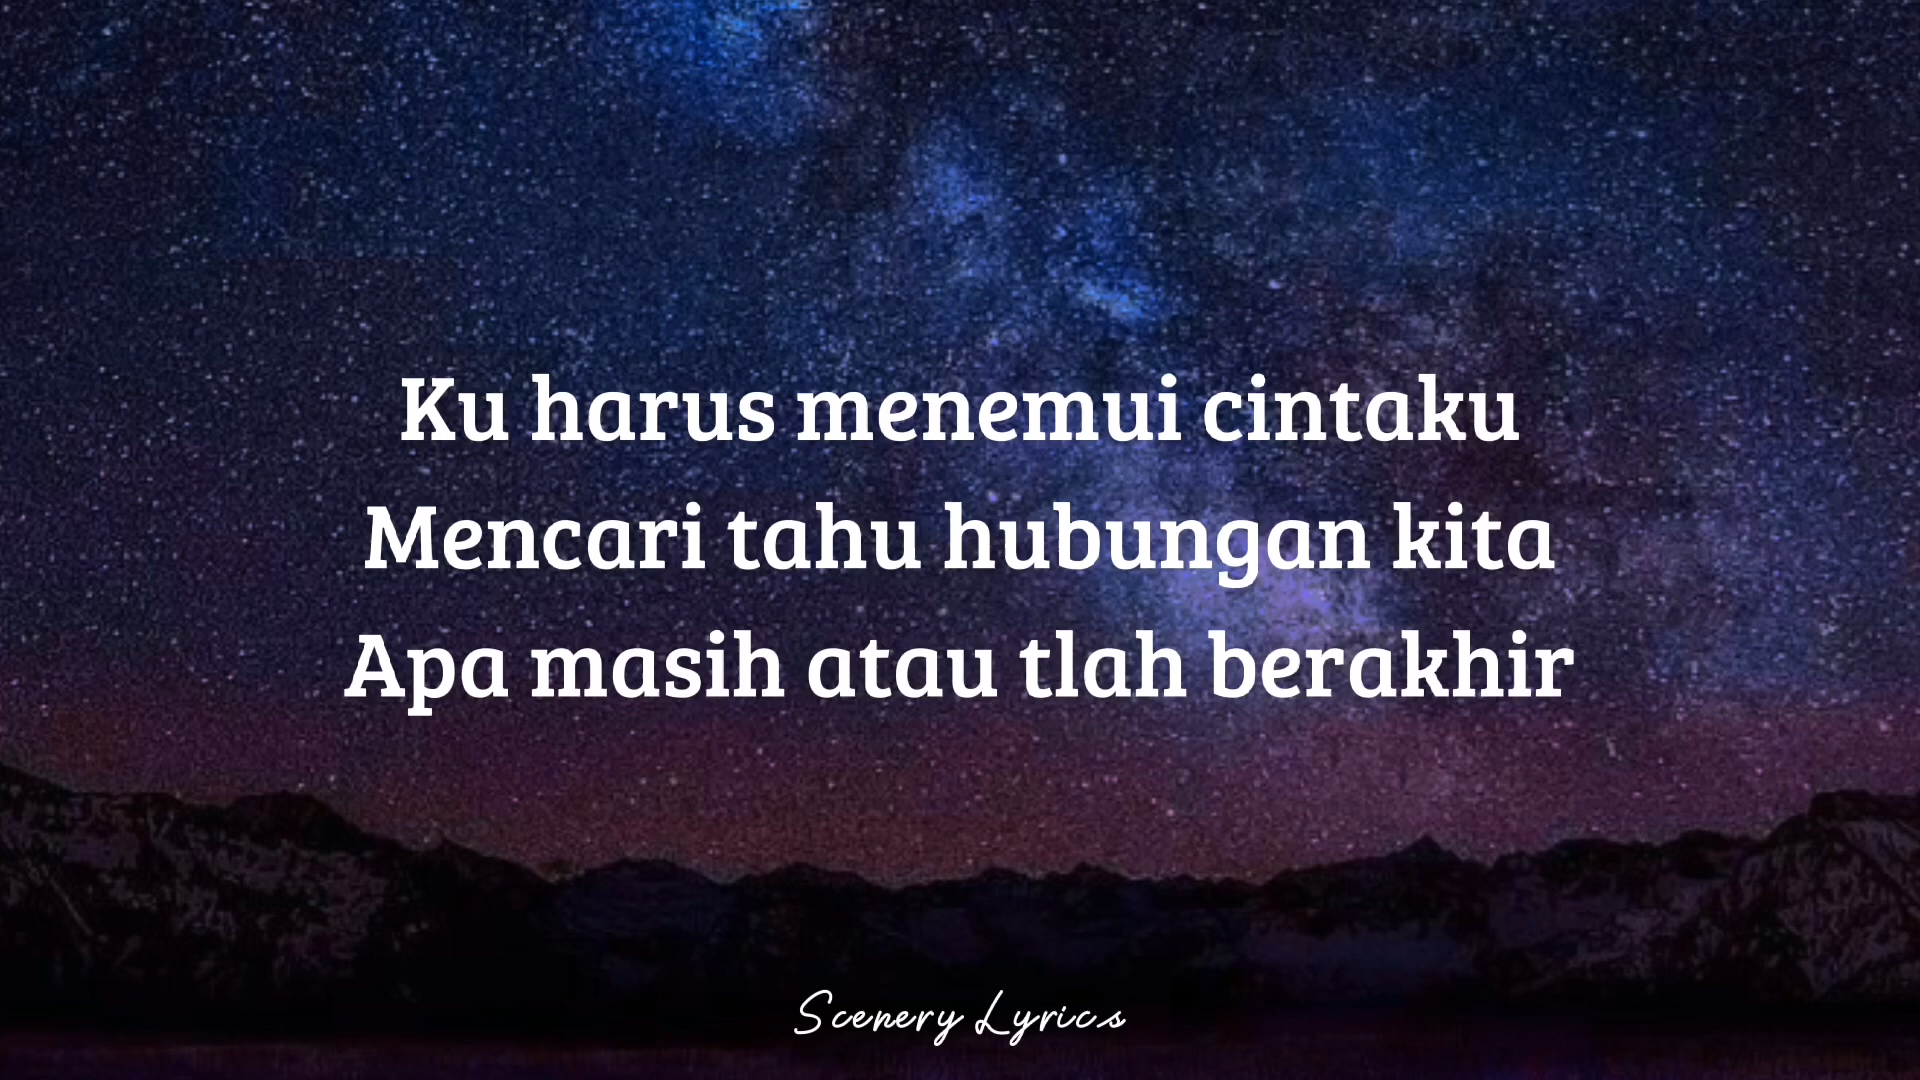 Ku harus menemui cintaku
Mencari tahu hubungan kita
Apa masih atau tlah berakhir
Scenery Lyrics